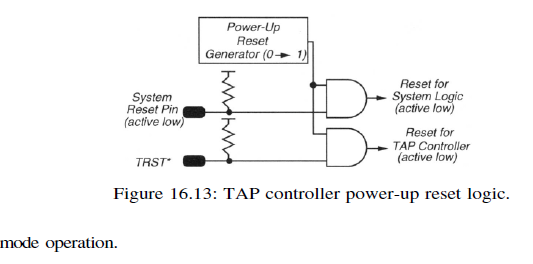 Power-Up
Reset
Generator (0→ 1)
System
Reset Pin
(active low)
Reset for
System Logic
(active low)
Reset for
TAP Controller
(active low)
TRST*
Figure 16.13: TAP controller power-up reset logic.
mode operation.